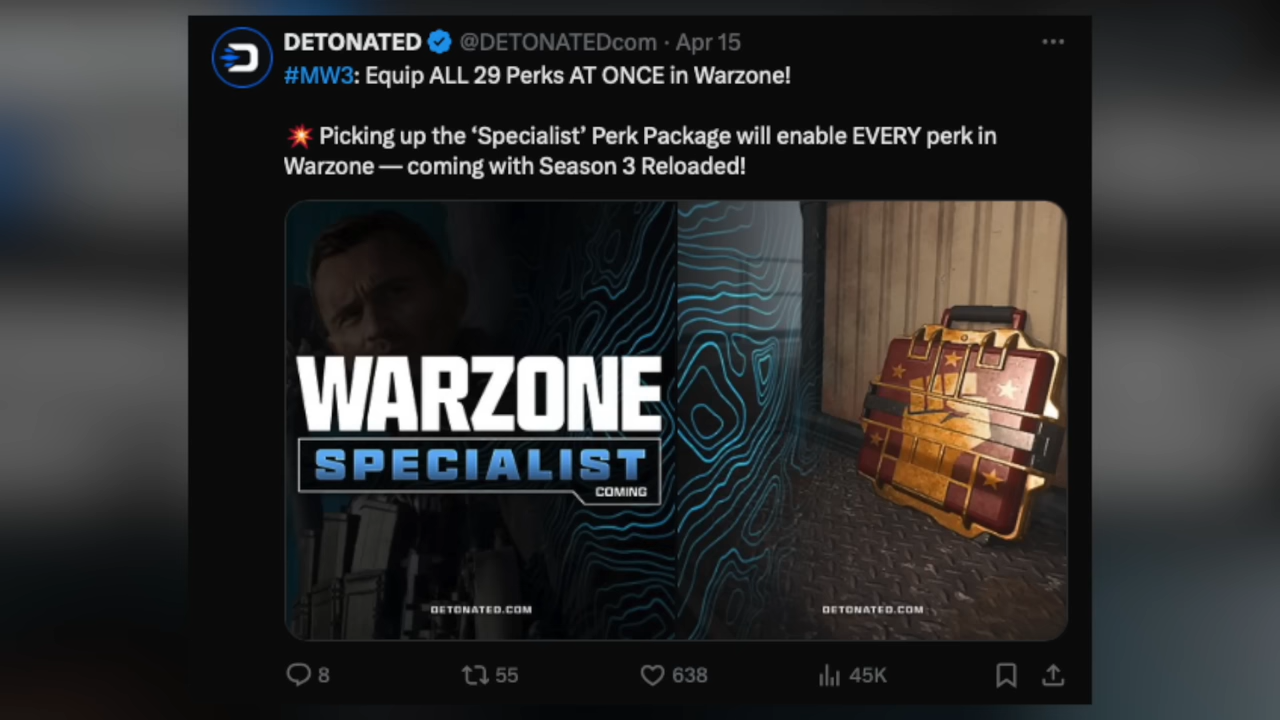 DETONATED @DETONATEDcom · Apr 15
#MW3: Equip ALL 29 Perks AT ONCE in Warzone!
💥 Picking up the ‘Specialist’ Perk Package will enable EVERY perk in
Warzone — coming with Season 3 Reloaded!
WARZONE
SPECIALIST
COMING
DETONATED.COM
DETONATED.COM
8 55 638 45K